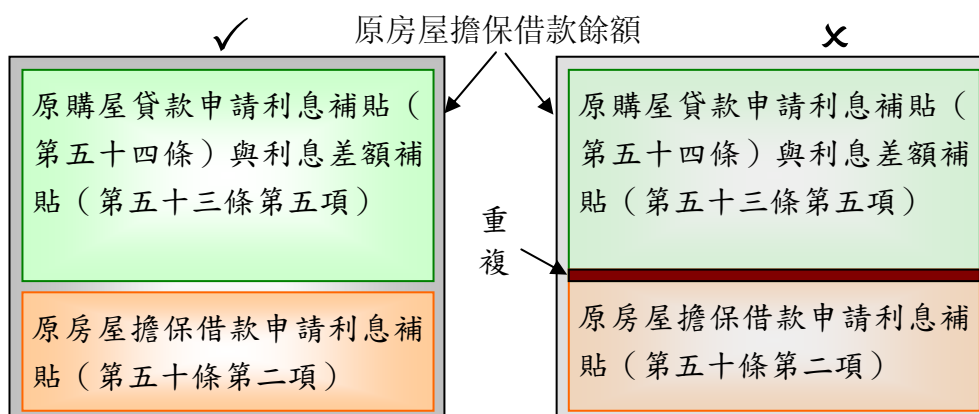 ✓
原房屋擔保借款餘額
✗
原購屋貸款申請利息補貼（
第五十四條）與利息差額補
貼（第五十三條第五項）
原房屋擔保借款申請利息補
貼（第五十條第二項）
原購屋貸款申請利息補貼（
第五十四條）與利息差額補
貼（第五十三條第五項）
重
複
原房屋擔保借款申請利息補
貼（第五十條第二項）